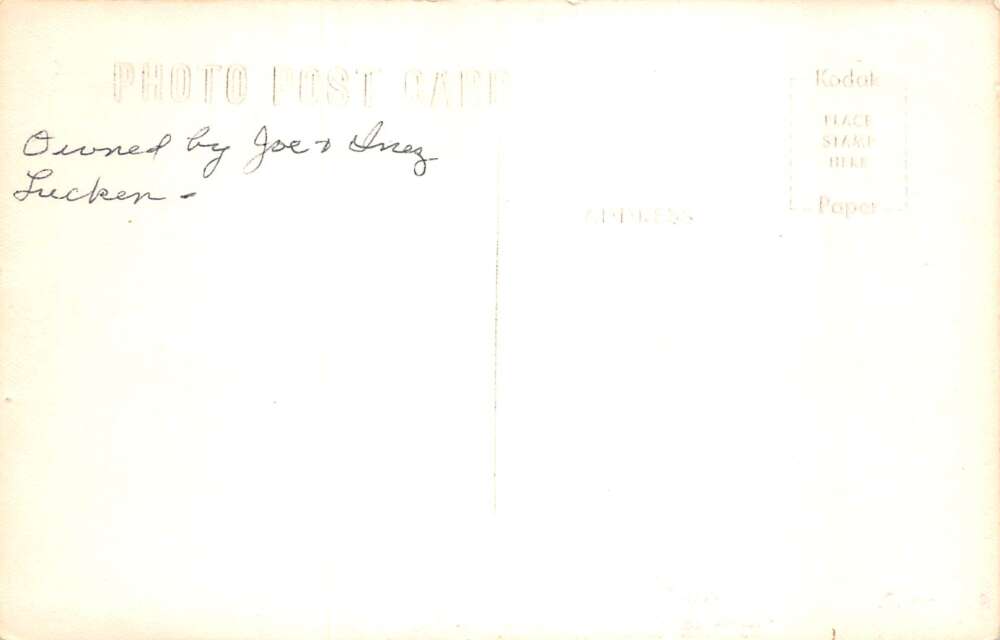 PHOTO POST CARD
Owned by Joe + Inez
Lucken -
Kodak
PLACE
STAMP
HERE
Paper
ADDRESS